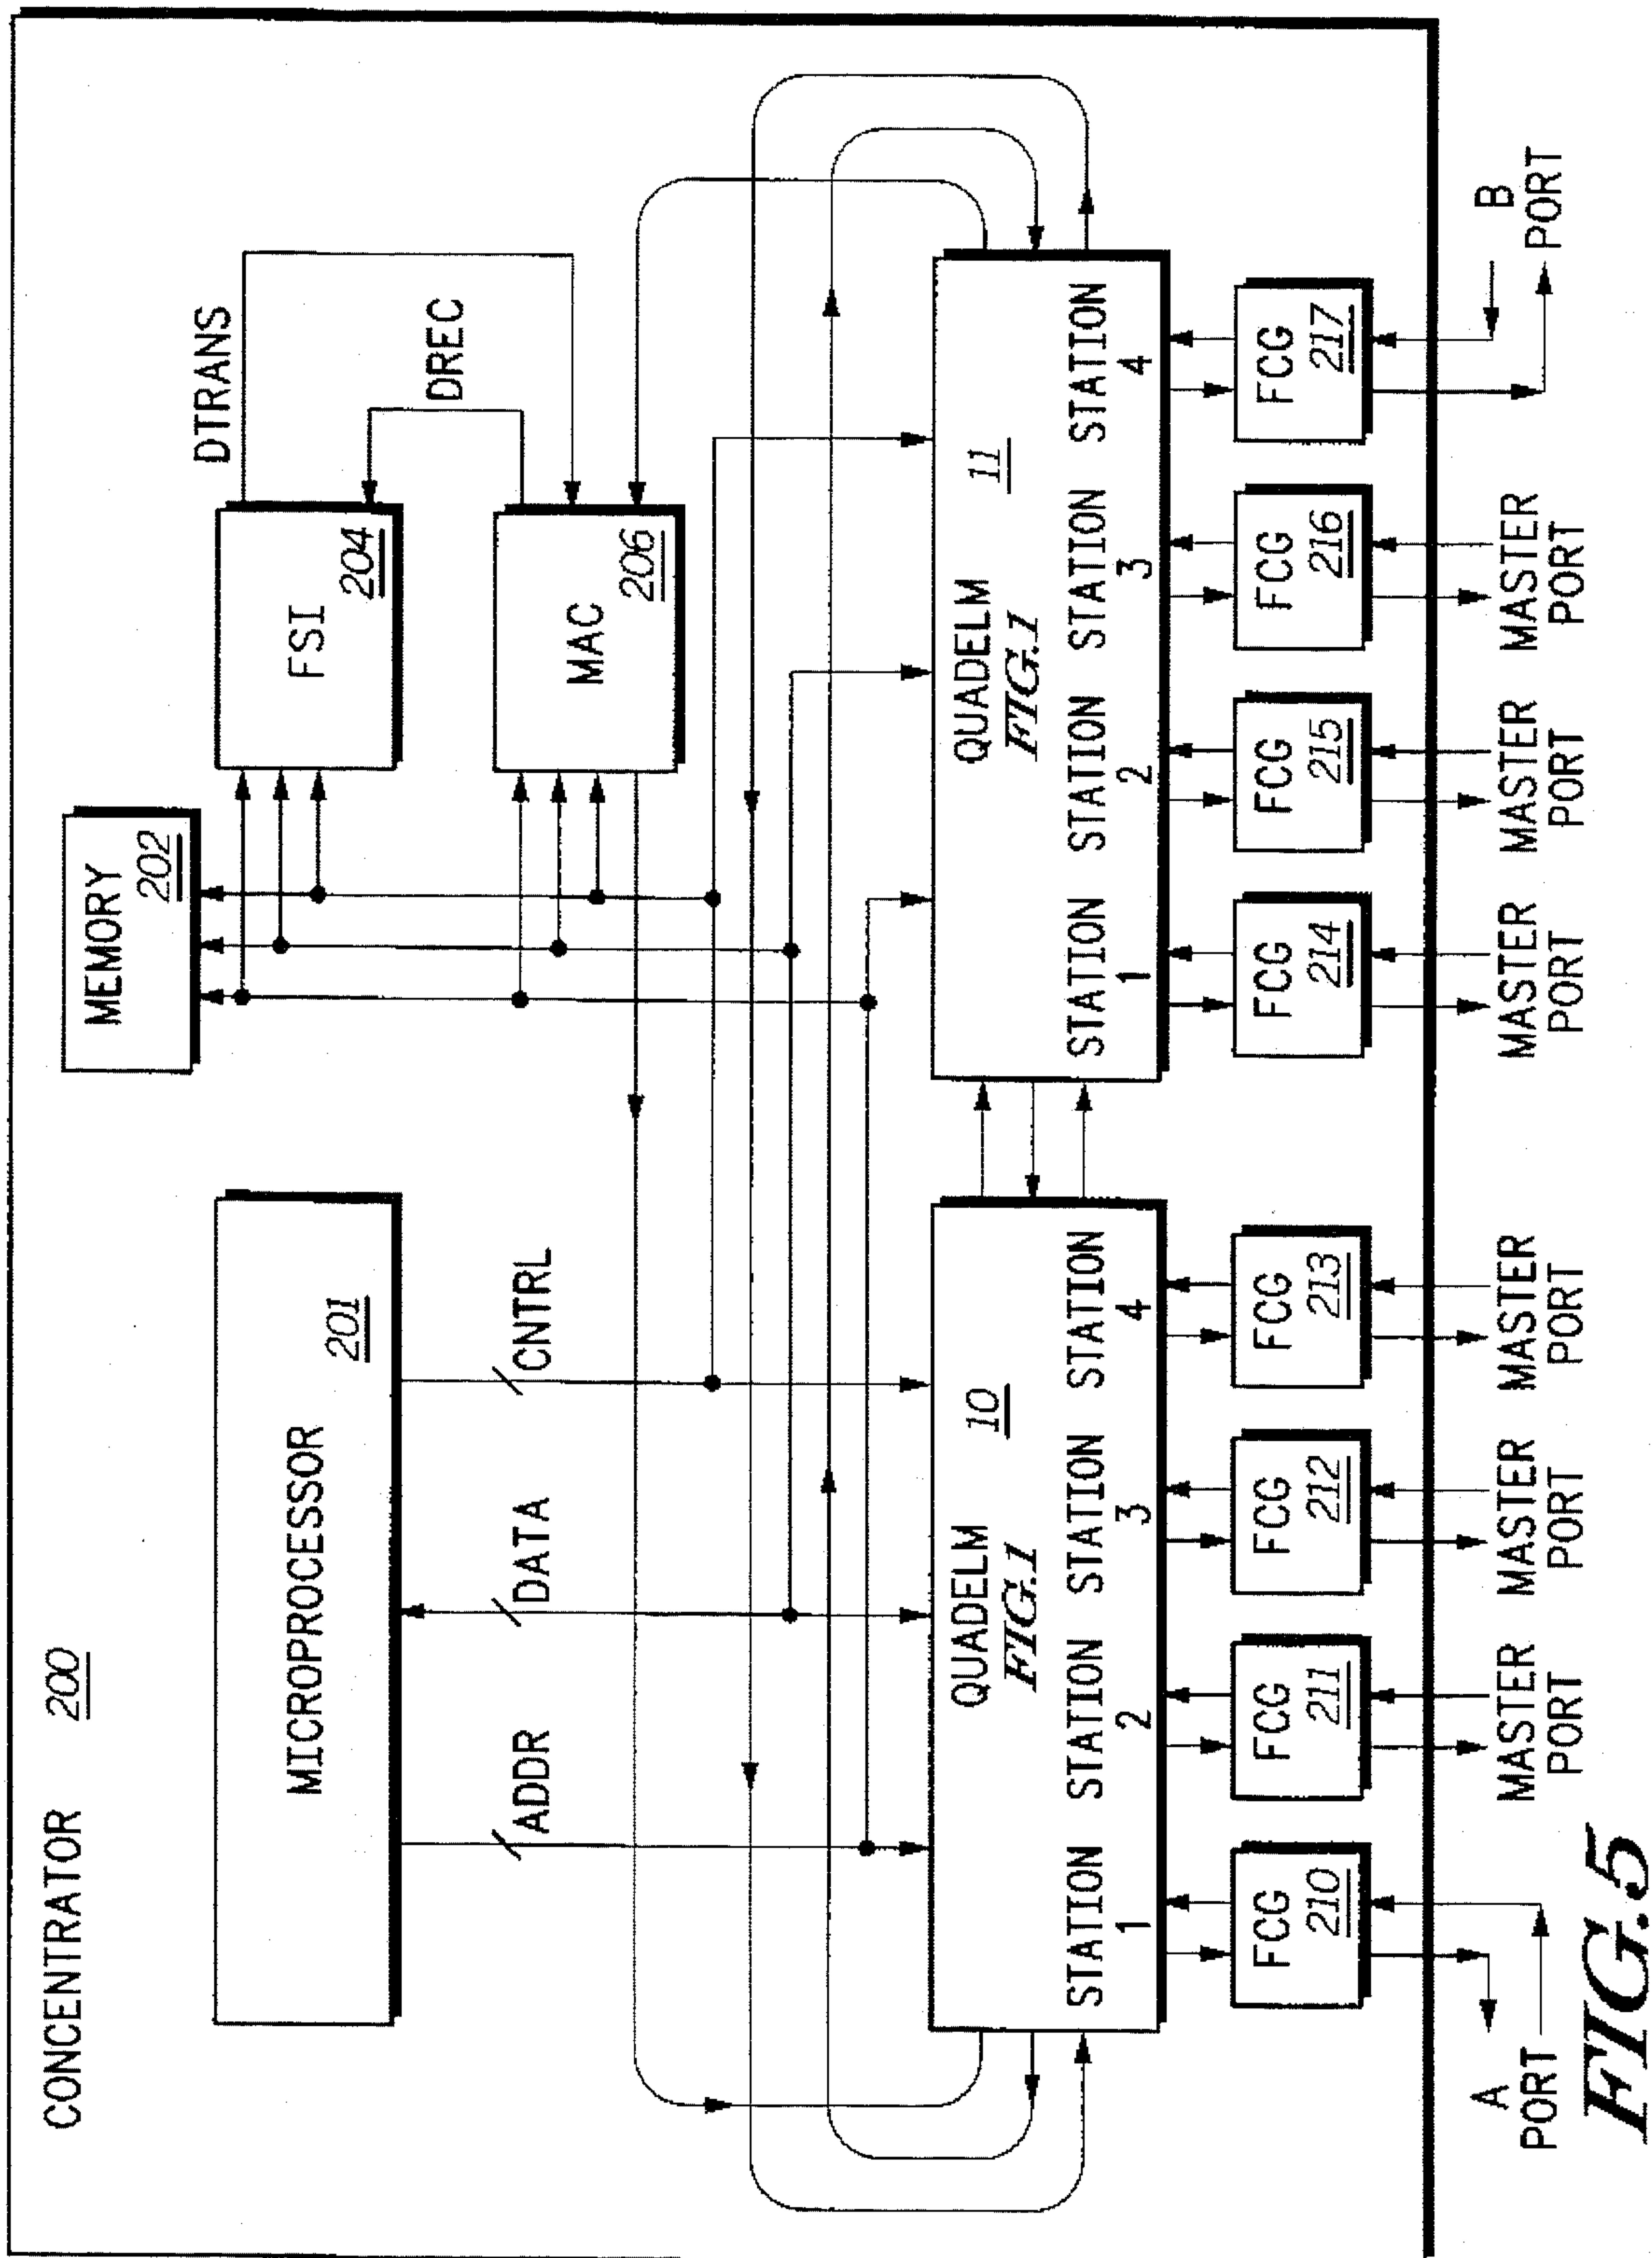 CONCENTRATOR 200
MICROPROCESSOR
201
MEMORY
202
FSI
204
MAC
206
DTRANS
DREC
ADDR
DATA
CNTRL
QUADELM
FIG.1
10
STATION
1
STATION
2
STATION
3
STATION
4
QUADELM
FIG.1
11
STATION
1
STATION
2
STATION
3
STATION
4
FCG
210
FCG
211
FCG
212
FCG
213
FCG
214
FCG
215
FCG
216
FCG
217
A
PORT
MASTER
PORT
MASTER
PORT
MASTER
PORT
MASTER
PORT
MASTER
PORT
MASTER
PORT
B
PORT
FIG.5